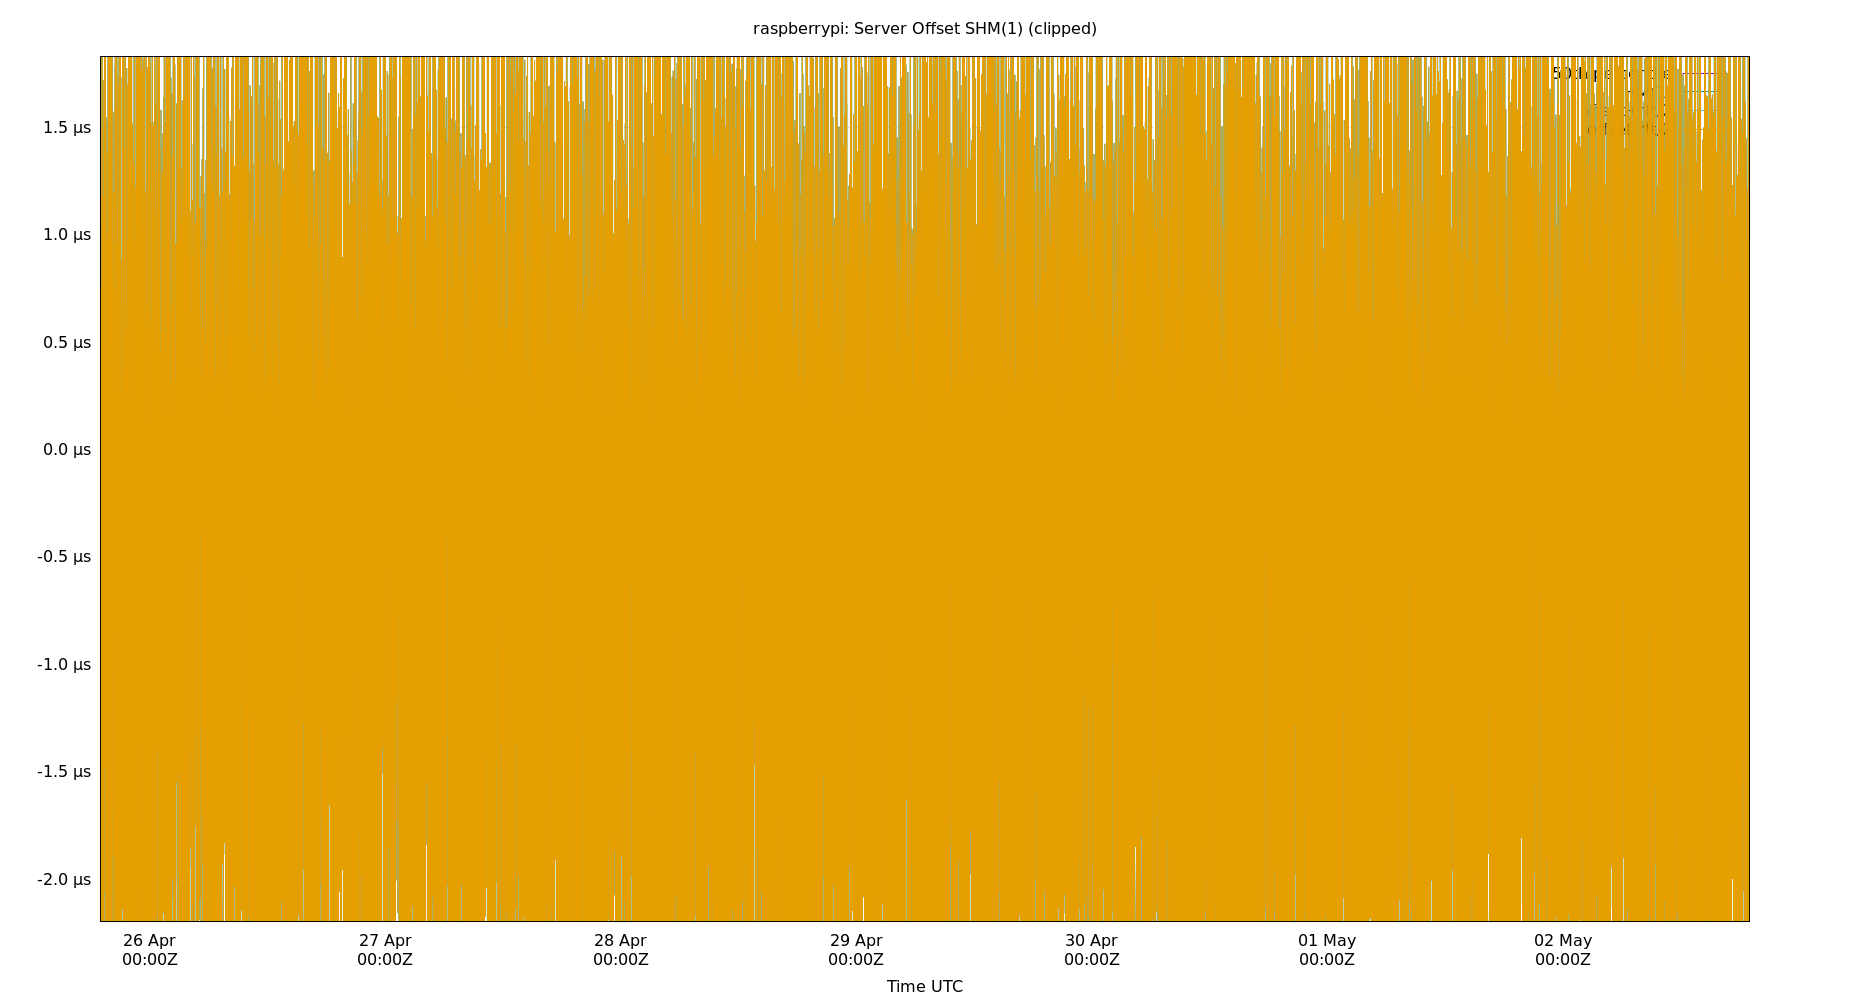 raspberrypi: Server Offset SHM(1) (clipped)
1.5 µs
1.0 µs
0.5 µs
0.0 µs
-0.5 µs
-1.0 µs
-1.5 µs
-2.0 µs
26 Apr 27 Apr 28 Apr 29 Apr 30 Apr 01 May 02 May
00:00Z 00:00Z 00:00Z 00:00Z 00:00Z 00:00Z 00:00Z
Time UTC